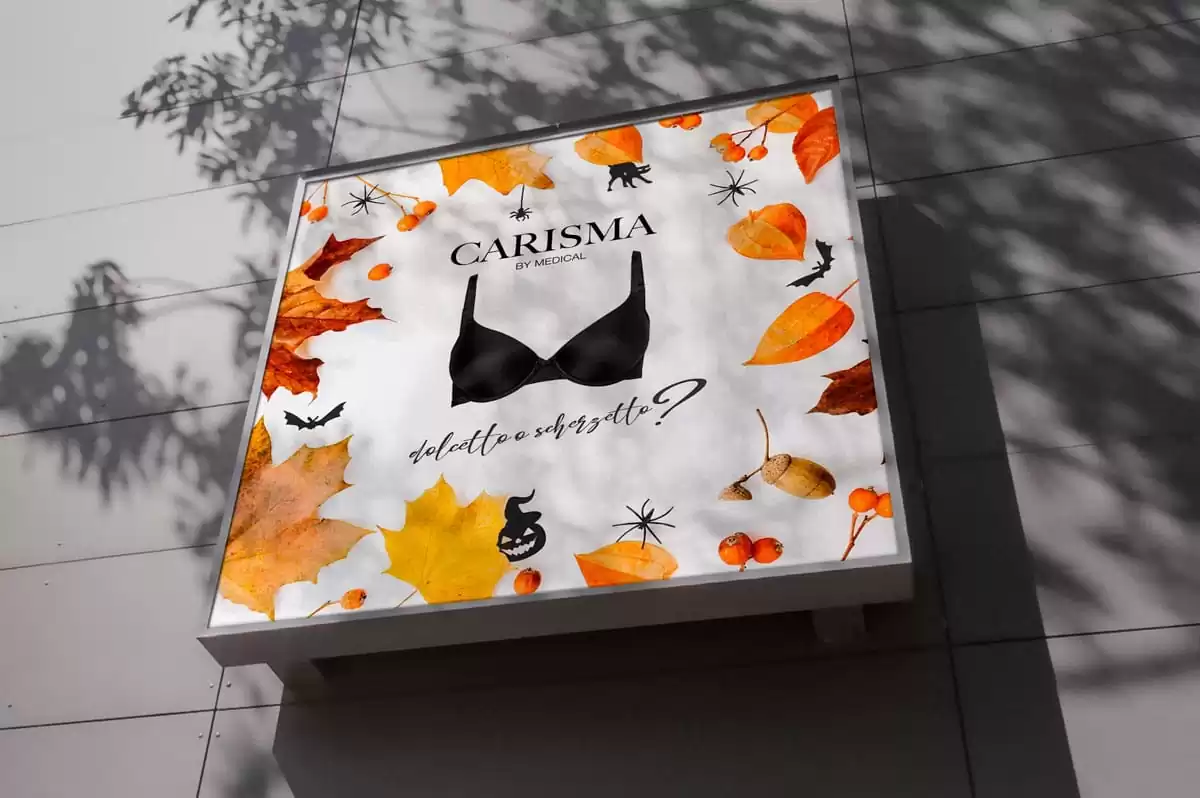 CARISMA
BY MEDICAL
dolcetto o scherzetto?